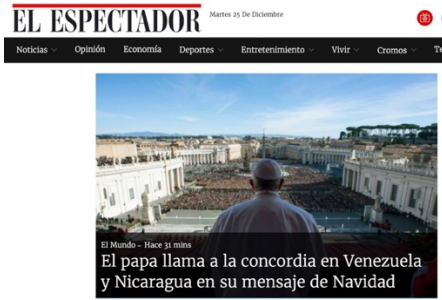 EL ESPECTADOR
Martes 25 De Diciembre
Noticias Opinión Economía Deportes Entretenimiento Vivir Cromos
El Mundo - Hace 31 mins
El papa llama a la concordia en Venezuela
y Nicaragua en su mensaje de Navidad